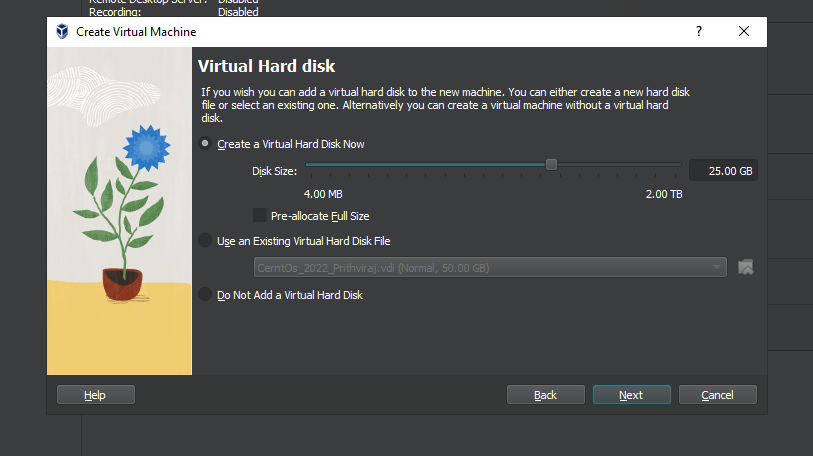 Remote Desktop Server: Disabled
Recording: Disabled
Create Virtual Machine
?
Virtual Hard disk
If you wish you can add a virtual hard disk to the new machine. You can either create a new hard disk
file or select an existing one. Alternatively you can create a virtual machine without a virtual hard
disk.
Create a Virtual Hard Disk Now
Disk Size:
25.00 GB
4.00 MB
2.00 TB
Pre-allocate Full Size
Use an Existing Virtual Hard Disk File
CerntOs_2022_Prithviraj.vdi (Normal, 50.00 GB)
Do Not Add a Virtual Hard Disk
Help
Back
Next
Cancel